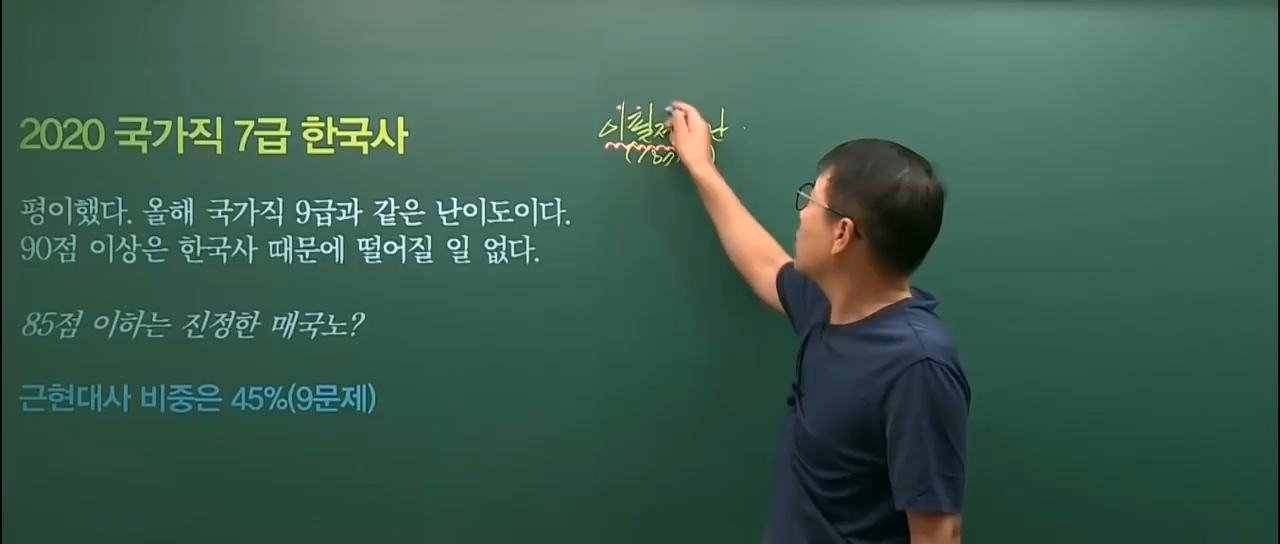 2020 국가직 7급 한국사
평이했다. 올해 국가직 9급과 같은 난이도이다.
90점 이상은 한국사 때문에 떨어질 일 없다.
85점 이하는 진정한 매국노?
근현대사 비중은 45%(9문제)